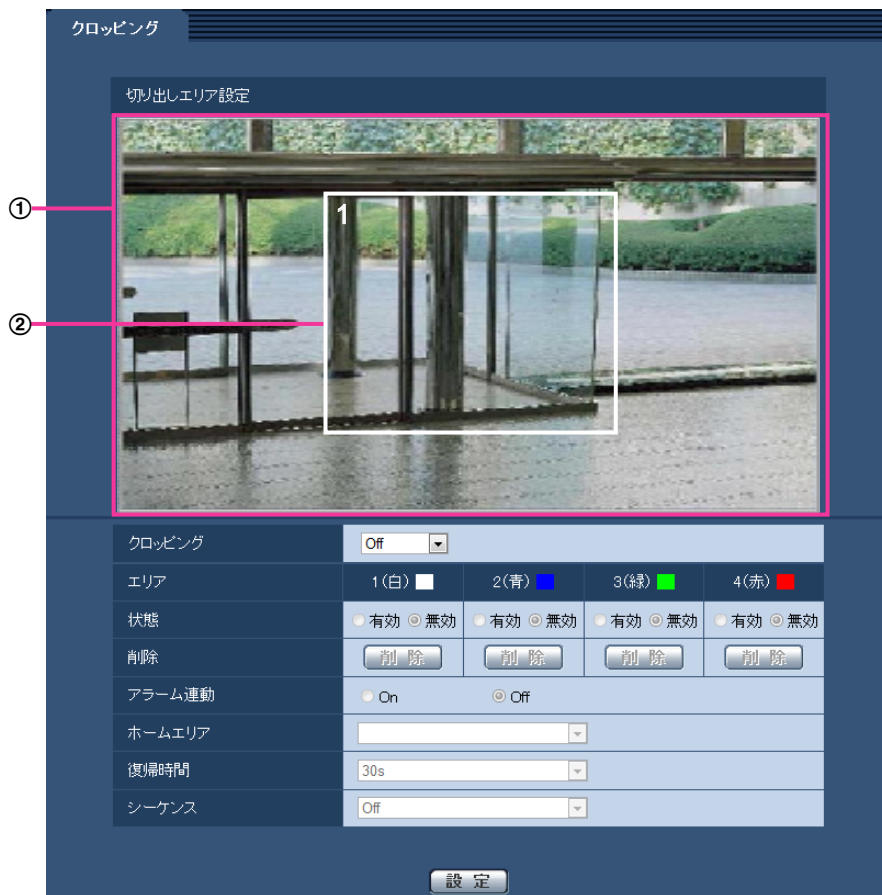 クロッピング
切り出しエリア設定
①
1
②
クロッピング Off
エリア 1(白) 2(青) 3(緑) 4(赤)
状態 有効 無効 有効 無効 有効 無効 有効 無効
削除 削除 削除 削除 削除
アラーム連動 On Off
ホームエリア
復帰時間 30s
シーケンス Off
設定